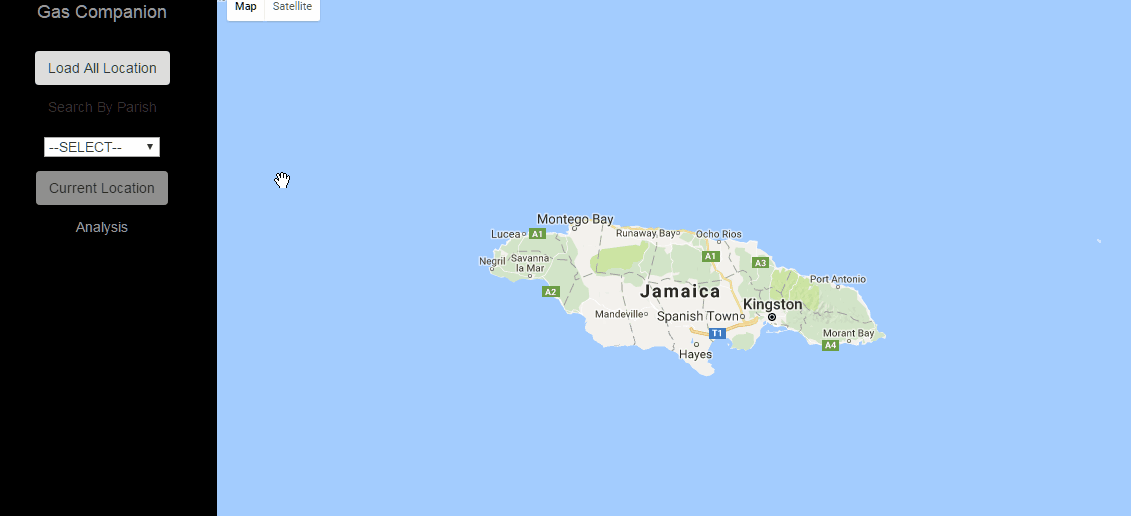 Gas Companion
Load All Location
Search By Parish
--SELECT--
Current Location
Analysis
Map
Satellite
Montego Bay
Lucea
A1
Runaway Bay
Ocho Rios
Negril
Savanna-
la Mar
A1
A3
Port Antonio
A2
Jamaica
Kingston
Mandeville
Spanish Town
T1
Morant Bay
A4
Hayes